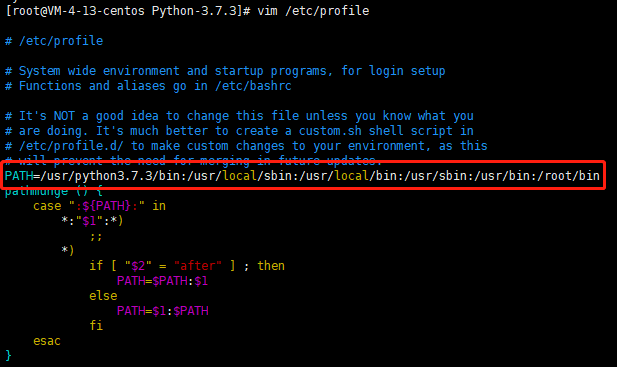 [root@VM-4-13-centos Python-3.7.3]# vim /etc/profile
# /etc/profile
# System wide environment and startup programs, for login setup
# Functions and aliases go in /etc/bashrc
# It's NOT a good idea to change this file unless you know what you
# are doing. It's much better to create a custom.sh shell script in
# /etc/profile.d/ to make custom changes to your environment, as this
# will prevent the need for merging in future updates.
PATH=/usr/python3.7.3/bin:/usr/local/sbin:/usr/local/bin:/usr/sbin:/usr/bin:/root/bin
pathmunge () {
    case ":${PATH}:" in
        *:"$1":*)
            ;;
        *)
            if [ "$2" = "after" ] ; then
                PATH=$PATH:$1
            else
                PATH=$1:$PATH
            fi
    esac
}